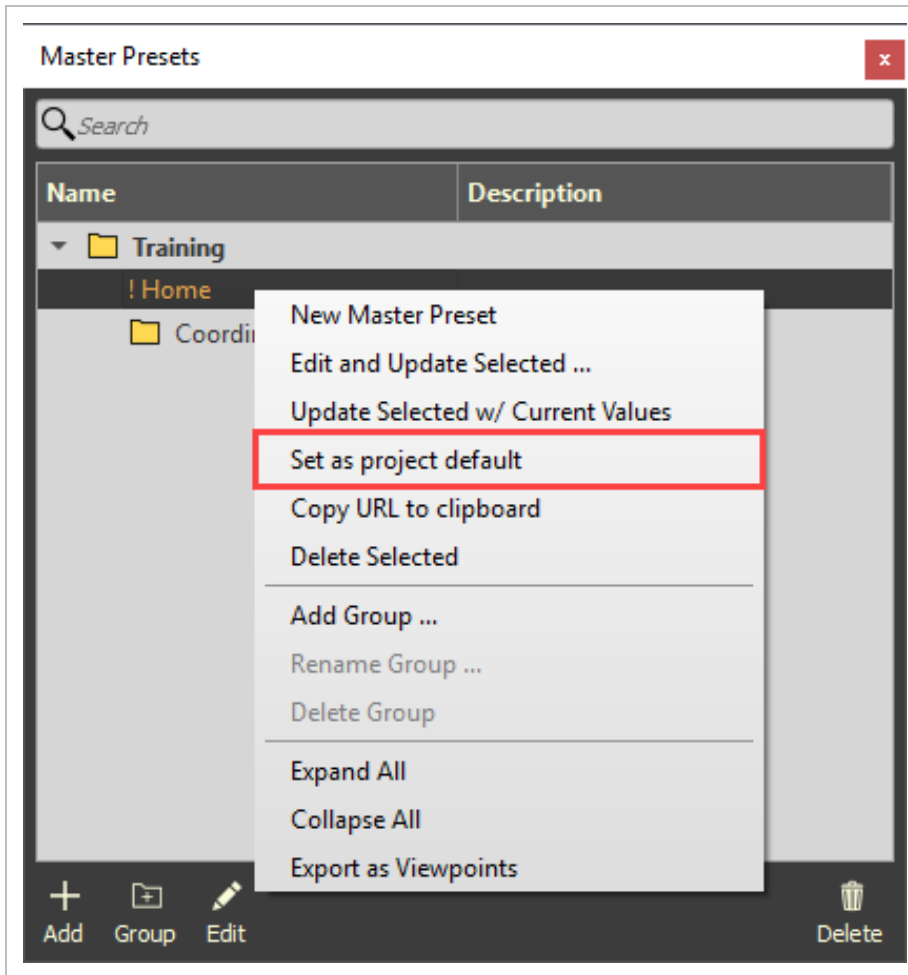 Master Presets
x
Search
Name Description
Training
! Home
New Master Preset
Edit and Update Selected ...
Update Selected w/ Current Values
Set as project default
Copy URL to clipboard
Delete Selected
Add Group ...
Rename Group ...
Delete Group
Expand All
Collapse All
Export as Viewpoints
Add Group Edit Delete